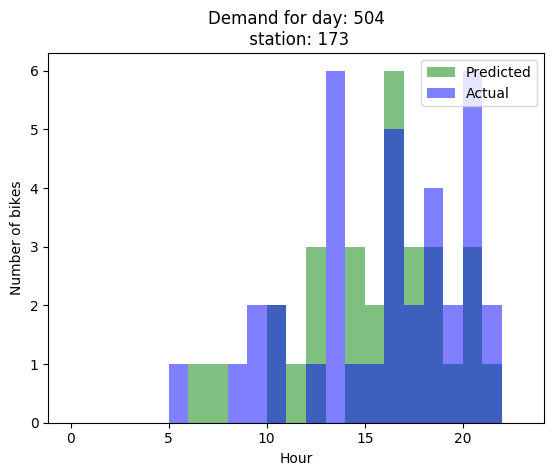 Demand for day: 504
station: 173
Predicted
Actual
Number of bikes
6
5
4
3
2
1
0
0 5 10 15 20
Hour